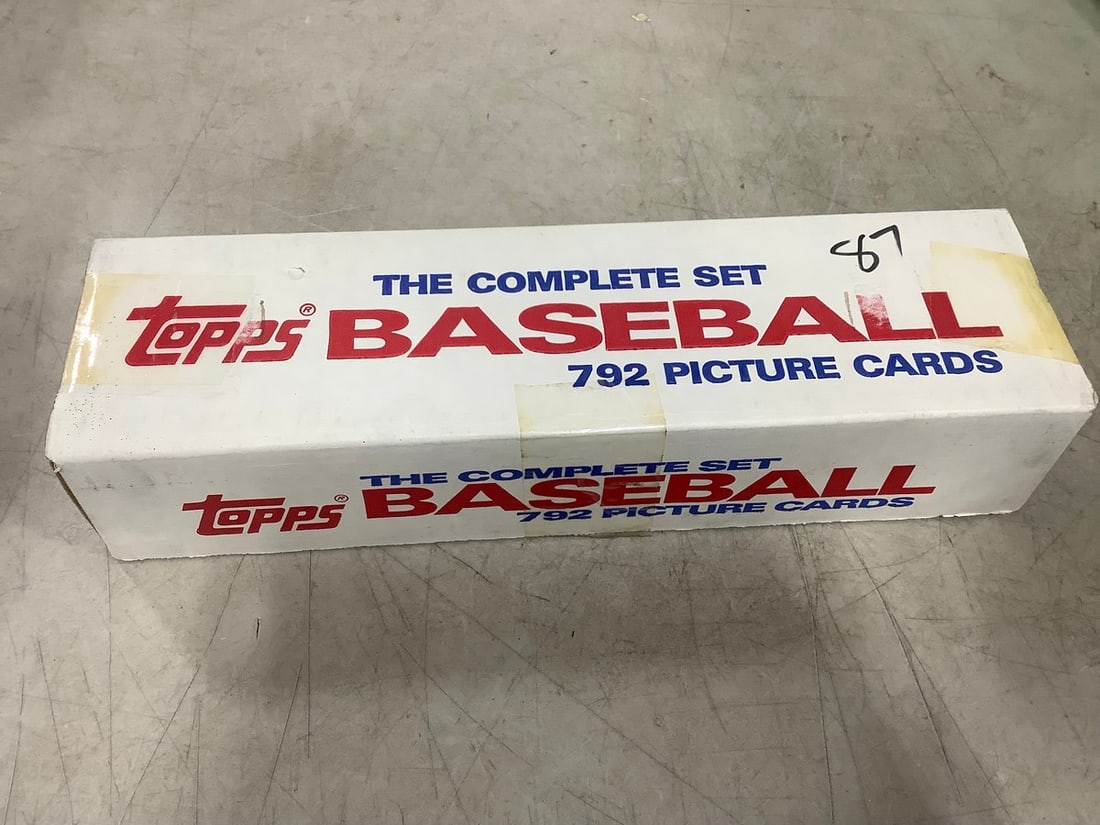 87
THE COMPLETE SET
topps® BASEBALL
792 PICTURE CARDS
THE COMPLETE SET
topps® BASEBALL
792 PICTURE CARDS